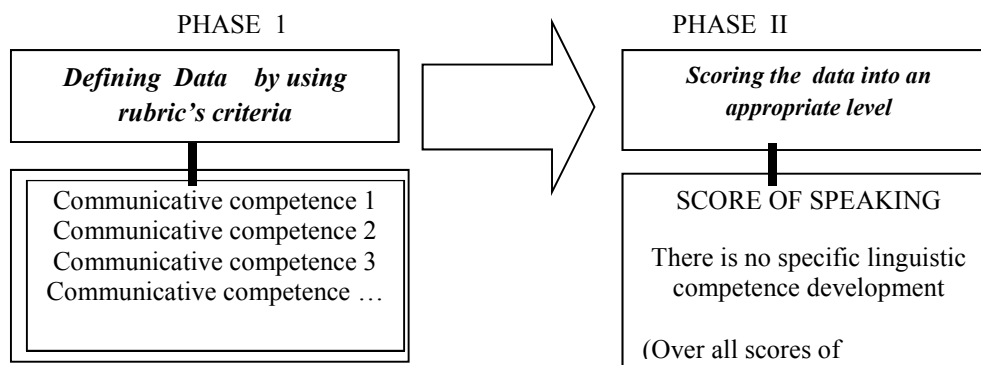 PHASE 1
Defining Data by using
rubric's criteria
Communicative competence 1
Communicative competence 2
Communicative competence 3
Communicative competence …
PHASE II
Scoring the data into an
appropriate level
SCORE OF SPEAKING
There is no specific linguistic
competence development
(Over all scores of